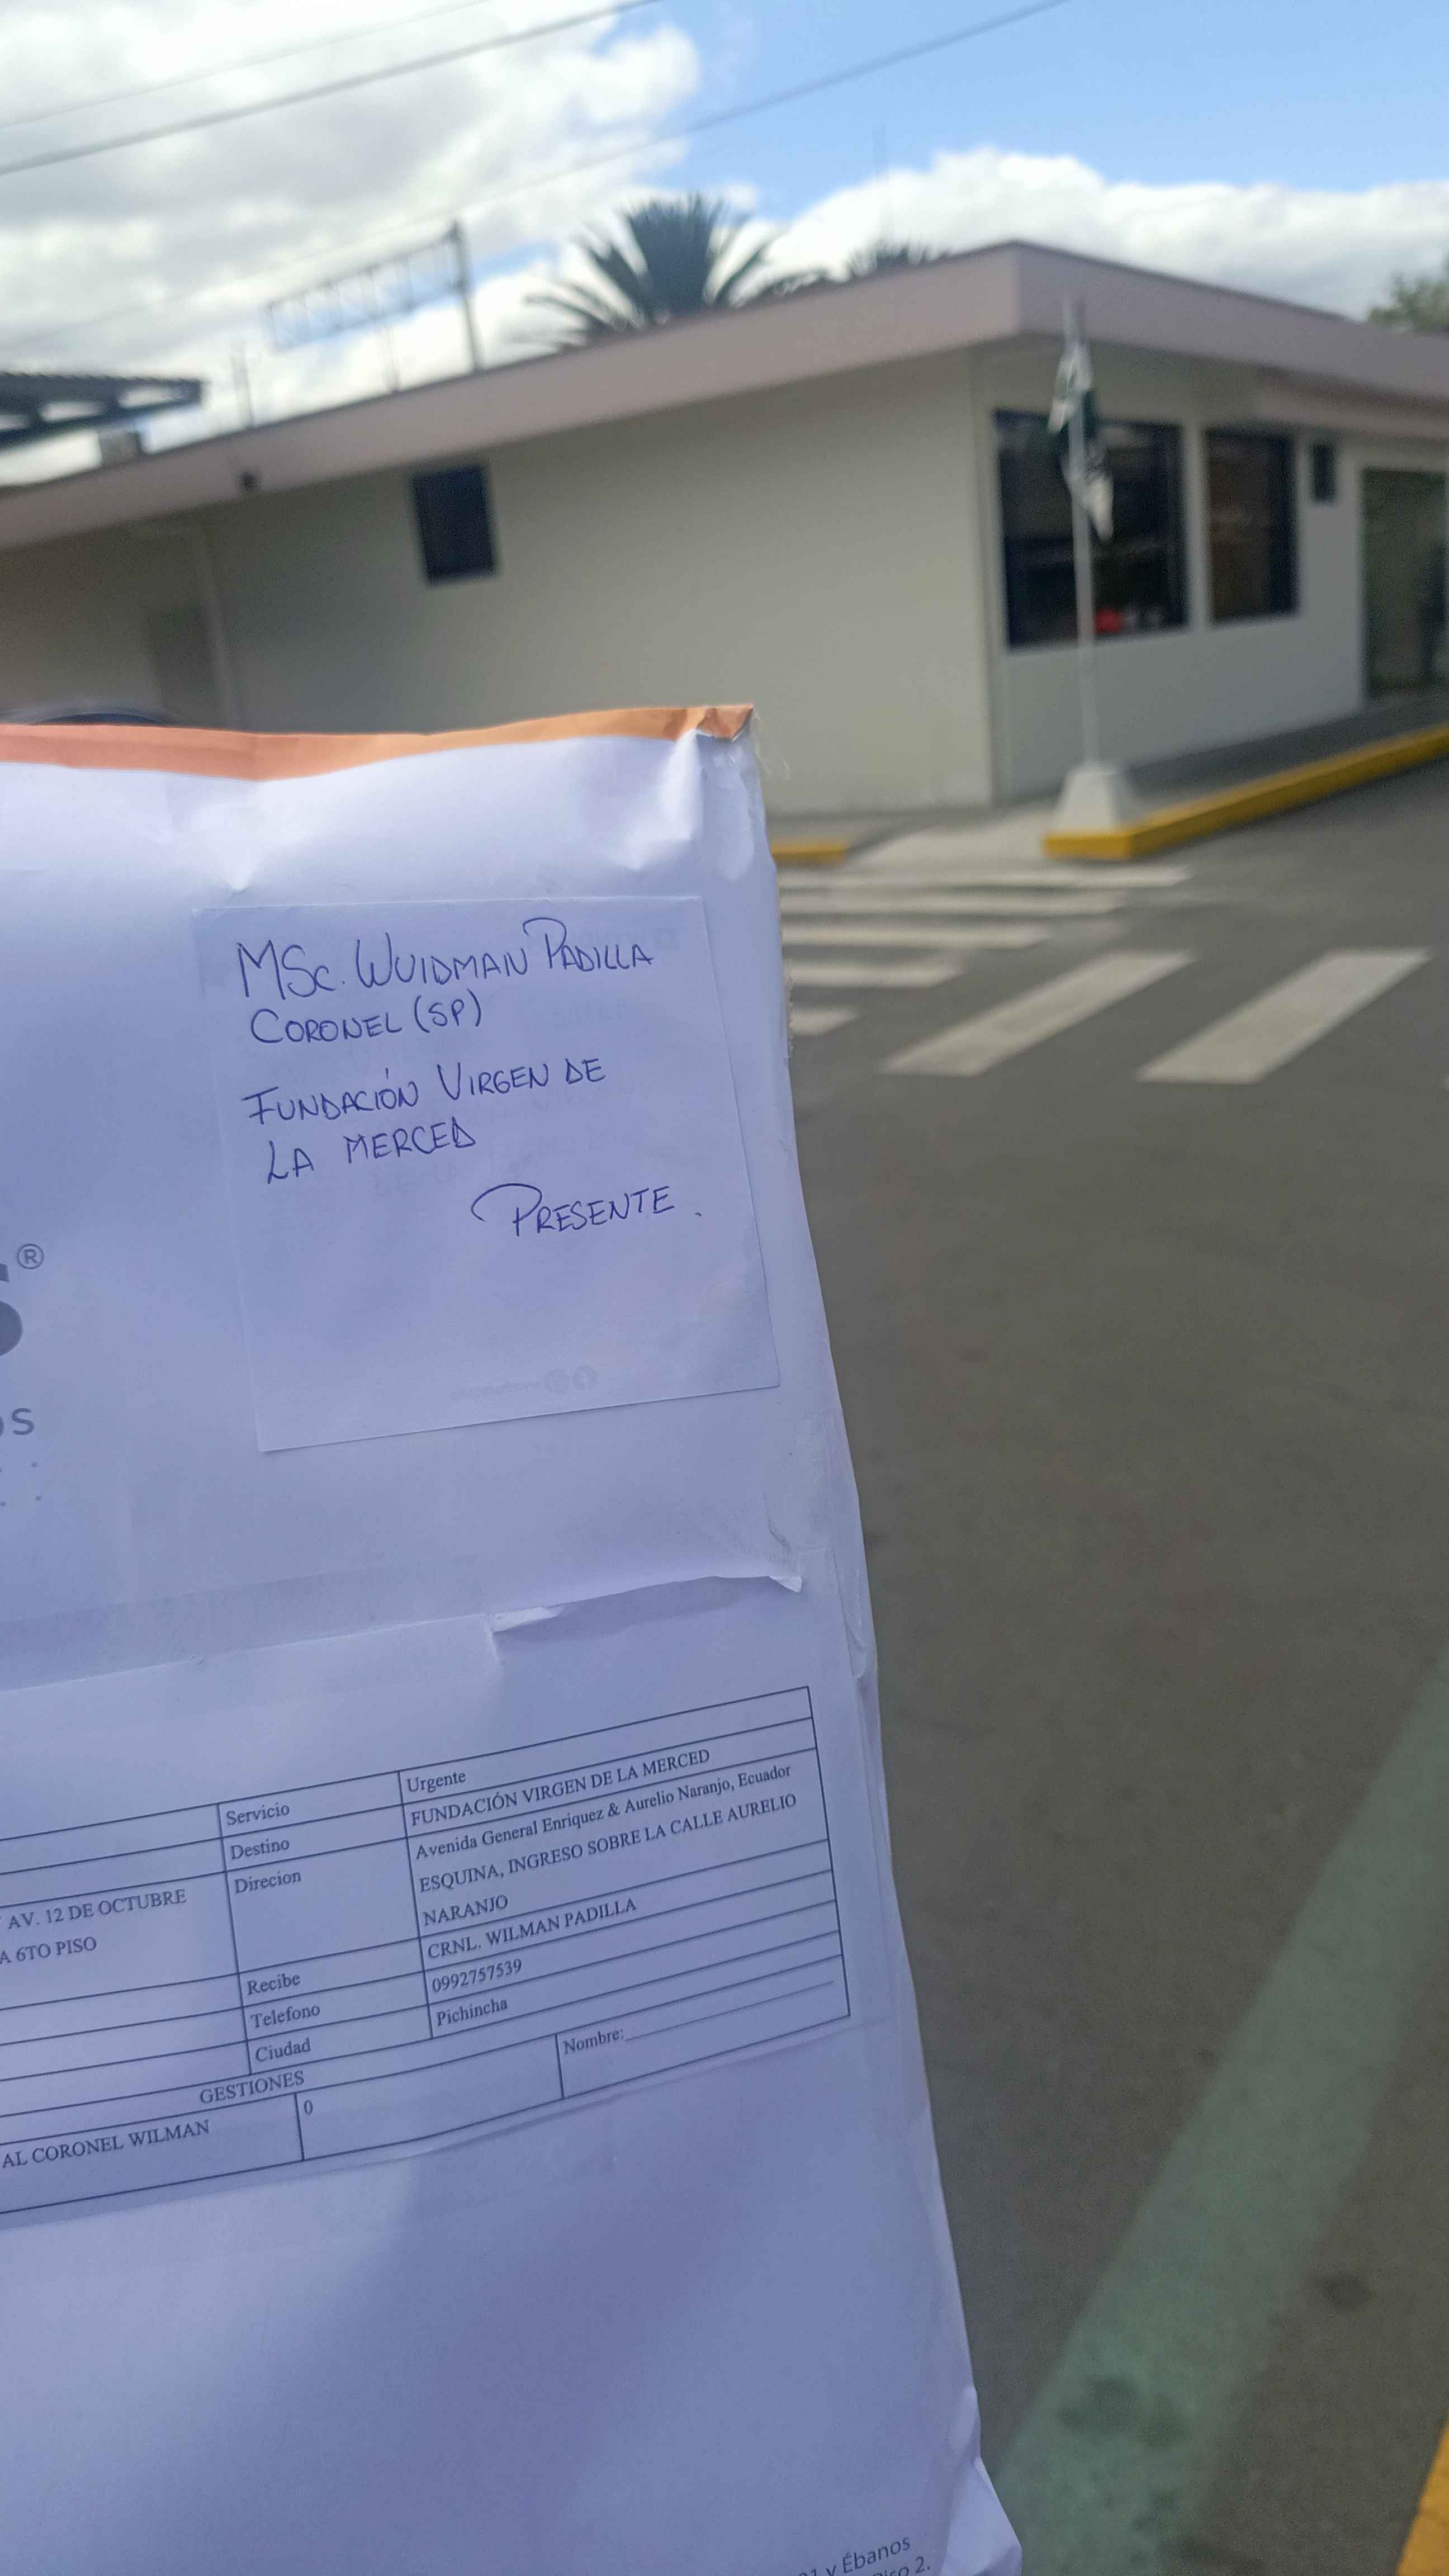 MSc. WUIDMAN PADILLA
CORONEL (SP)
FUNDACIÓN VIRGEN DE
LA MERCED
PRESENTE.
S®
os
Urgente
Servicio
FUNDACIÓN VIRGEN DE LA MERCED
Destino
Avenida General Enriquez & Aurelio Naranjo, Ecuador
ESQUINA, INGRESO SOBRE LA CALLE AURELIO
NARANJO
Direcion
AV. 12 DE OCTUBRE
A 6TO PISO
CRNL. WILMAN PADILLA
Recibe
0992757539
Telefono
Pichincha
Ciudad
GESTIONES
Nombre:
0
AL CORONEL WILMAN
y Ébanos
2.